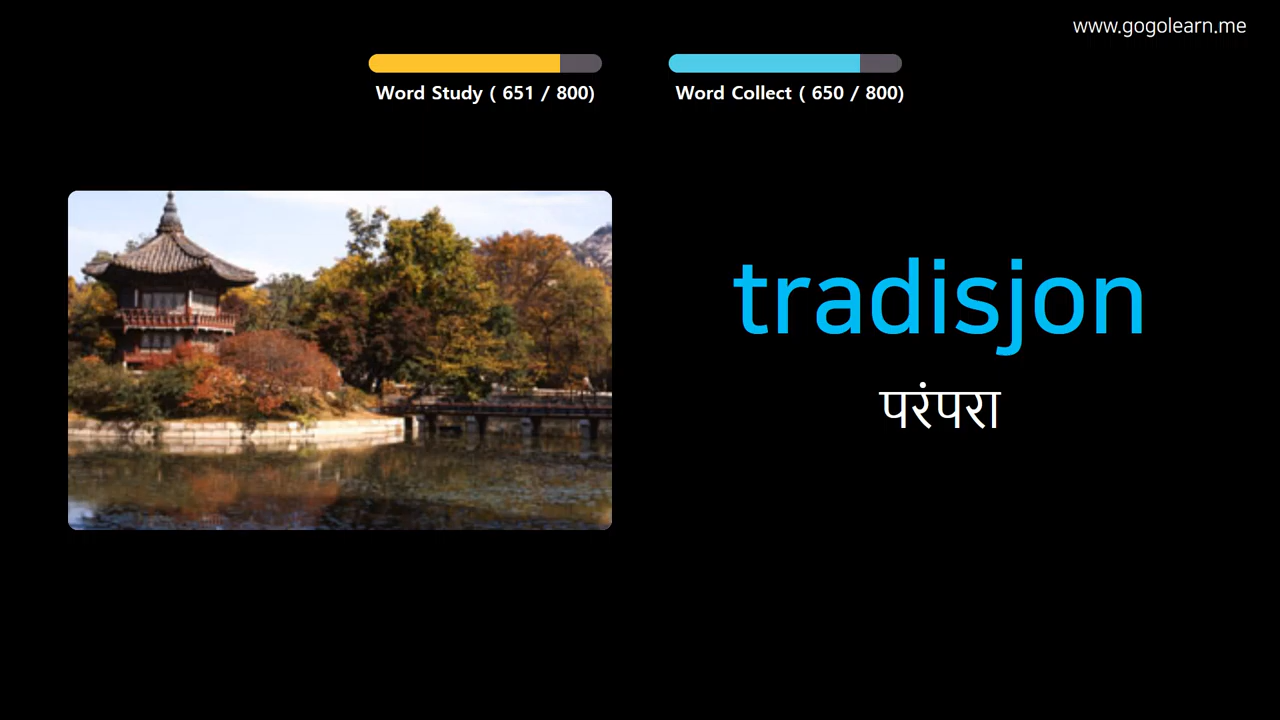 www.gogolearn.me
Word Study ( 651 / 800)
Word Collect ( 650 / 800)
tradisjon
परंपरा